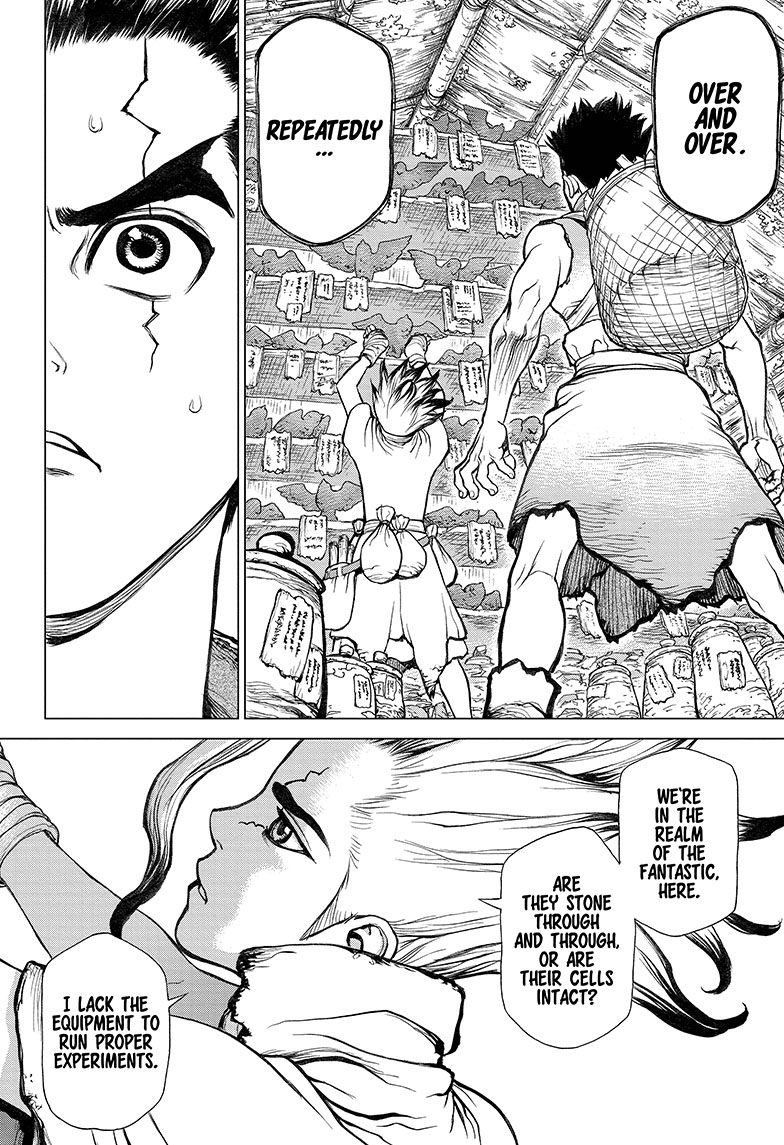 OVER
AND
OVER.
REPEATEDLY
...
WE'RE
IN THE
REALM
OF THE
FANTASTIC,
HERE.
ARE
THEY STONE
THROUGH
AND THROUGH,
OR ARE
THEIR CELLS
INTACT?
I LACK THE
EQUIPMENT TO
RUN PROPER
EXPERIMENTS.